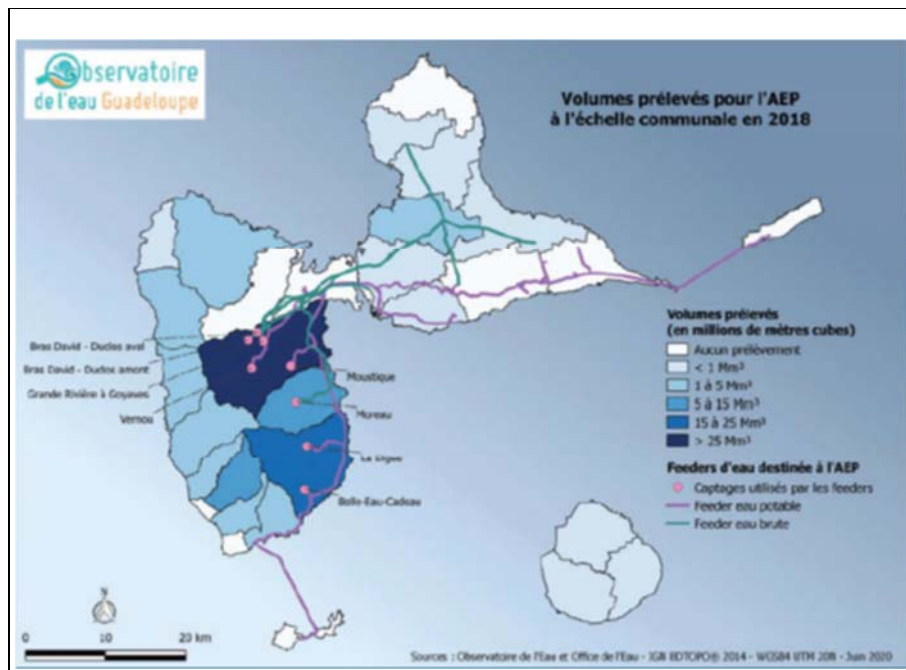 Observatoire
de l'eau Guadeloupe
Volumes prélevés pour l'AEP
à l'échelle communale en 2018
Bras David - Duclos aval
Bras David - Duclos amont
Grande Rivière à Goyaves
Vernou
Moustique
Moreau
Belle-Eau-Cadeau
Volumes prélevés
(en millions de mètres cubes)
Aucun prélèvement
< 1 Mm³
1 à 5 Mm³
5 à 15 Mm³
15 à 25 Mm³
> 25 Mm³
Feeders d'eau destinée à l'AEP
Captages utilisés par les feeders
Feeder eau potable
Feeder eau brute
N
0 10 20 km
Sources : Observatoire de l'Eau et Office de l'Eau - IGN BDTOPO® 2014 - WGS84 UTM 20N - Juin 2020